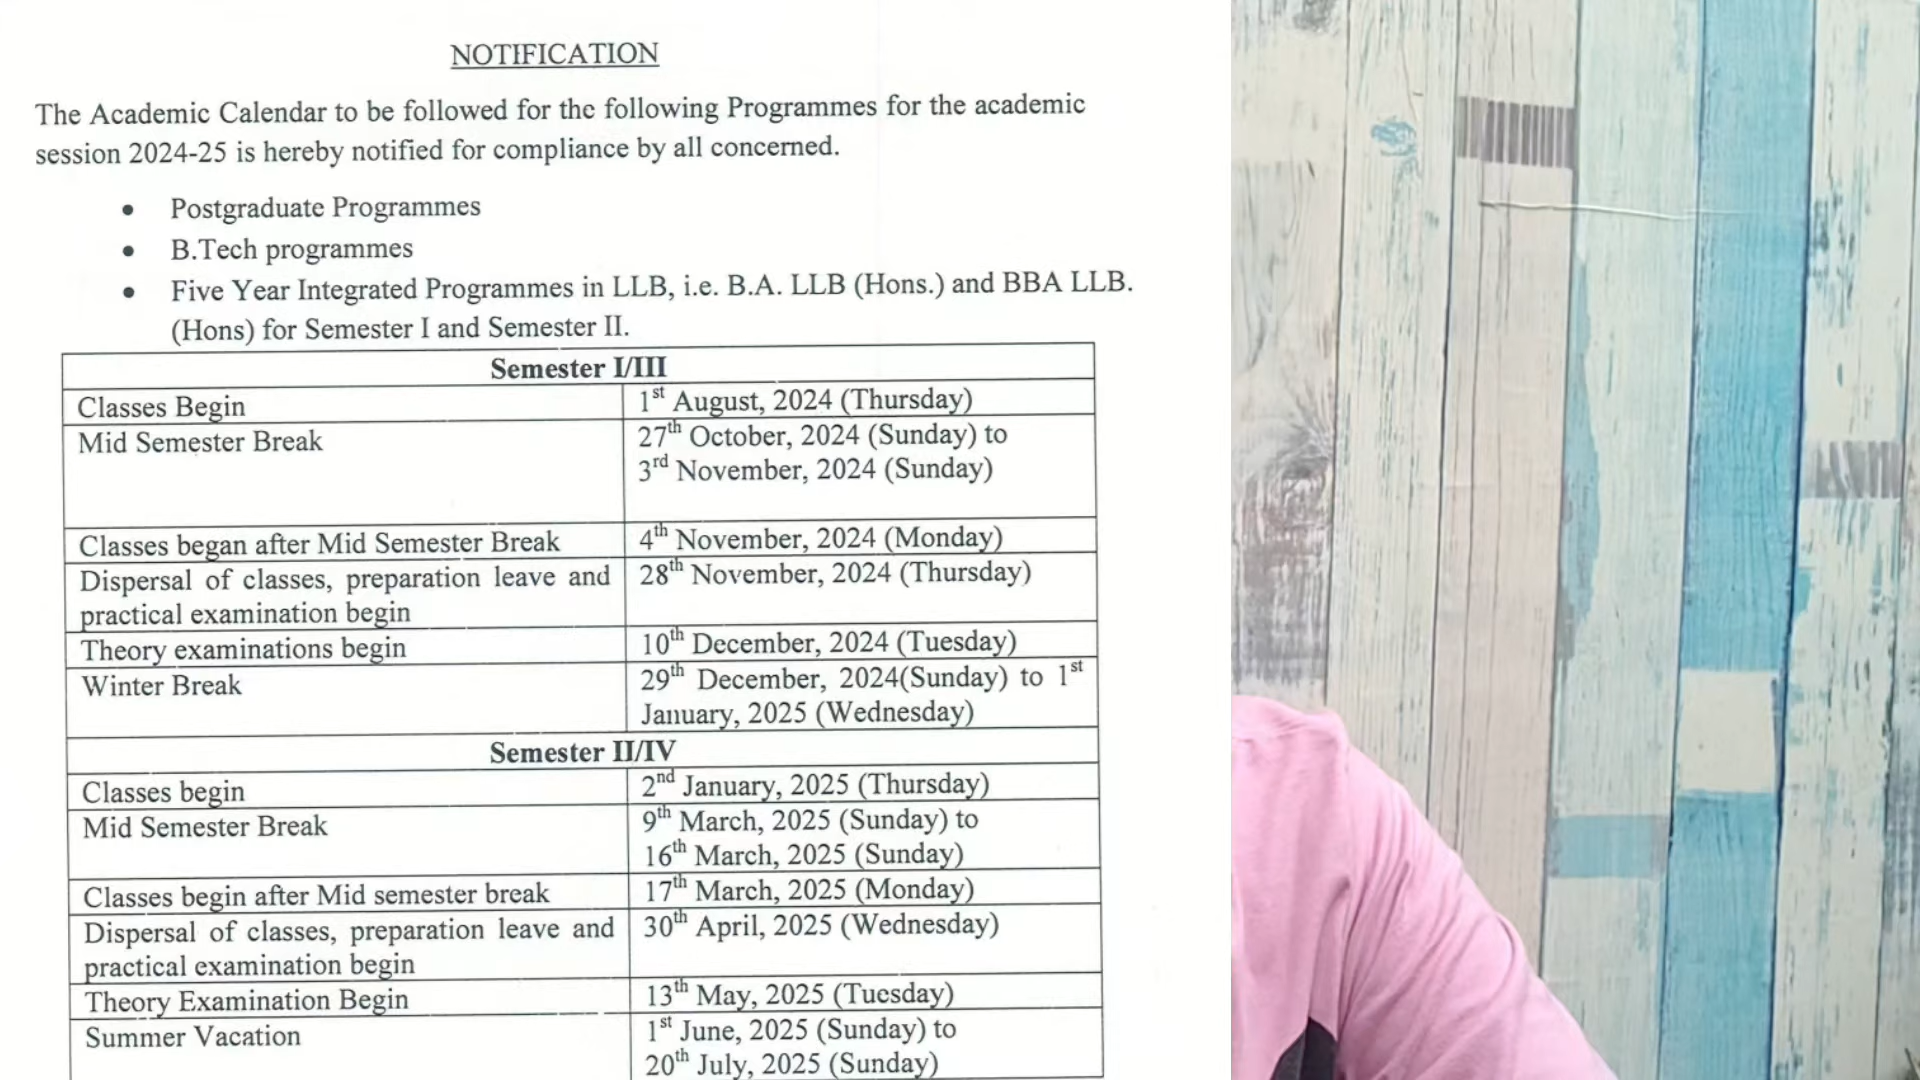 NOTIFICATION
The Academic Calendar to be followed for the following Programmes for the academic
session 2024-25 is hereby notified for compliance by all concerned.
• Postgraduate Programmes
• B.Tech programmes
• Five Year Integrated Programmes in LLB, i.e. B.A. LLB (Hons.) and BBA LLB.
(Hons) for Semester I and Semester II.
Semester I/III
Classes Begin 1st August, 2024 (Thursday)
Mid Semester Break 27th October, 2024 (Sunday) to
3rd November, 2024 (Sunday)
Classes began after Mid Semester Break 4th November, 2024 (Monday)
Dispersal of classes, preparation leave and 28th November, 2024 (Thursday)
practical examination begin
Theory examinations begin 10th December, 2024 (Tuesday)
Winter Break 29th December, 2024(Sunday) to 1st
January, 2025 (Wednesday)
Semester II/IV
Classes begin 2nd January, 2025 (Thursday)
Mid Semester Break 9th March, 2025 (Sunday) to
16th March, 2025 (Sunday)
Classes begin after Mid semester break 17th March, 2025 (Monday)
Dispersal of classes, preparation leave and 30th April, 2025 (Wednesday)
practical examination begin
Theory Examination Begin 13th May, 2025 (Tuesday)
Summer Vacation 1st June, 2025 (Sunday) to
20th July, 2025 (Sunday)